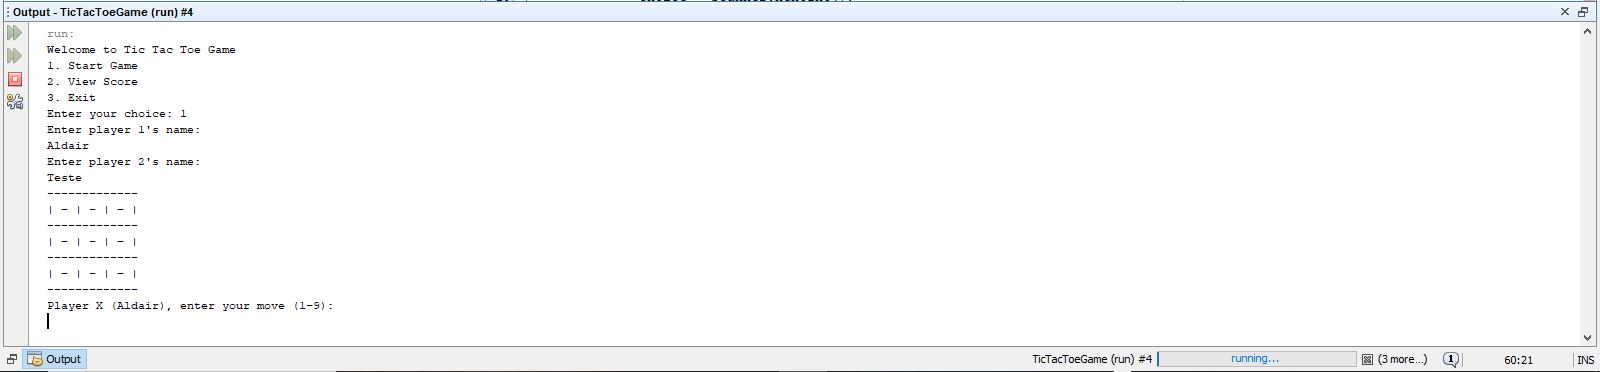 Output - TicTacToeGame (run) #4
run:
Welcome to Tic Tac Toe Game
1. Start Game
2. View Score
3. Exit
Enter your choice: 1
Enter player 1's name:
Aldair
Enter player 2's name:
Teste
-------------
| - | - | - |
-------------
| - | - | - |
-------------
| - | - | - |
-------------
Player X (Aldair), enter your move (1-9):
Output
TicTacToeGame (run) #4
running...
(3 more...)
1
60:21
INS